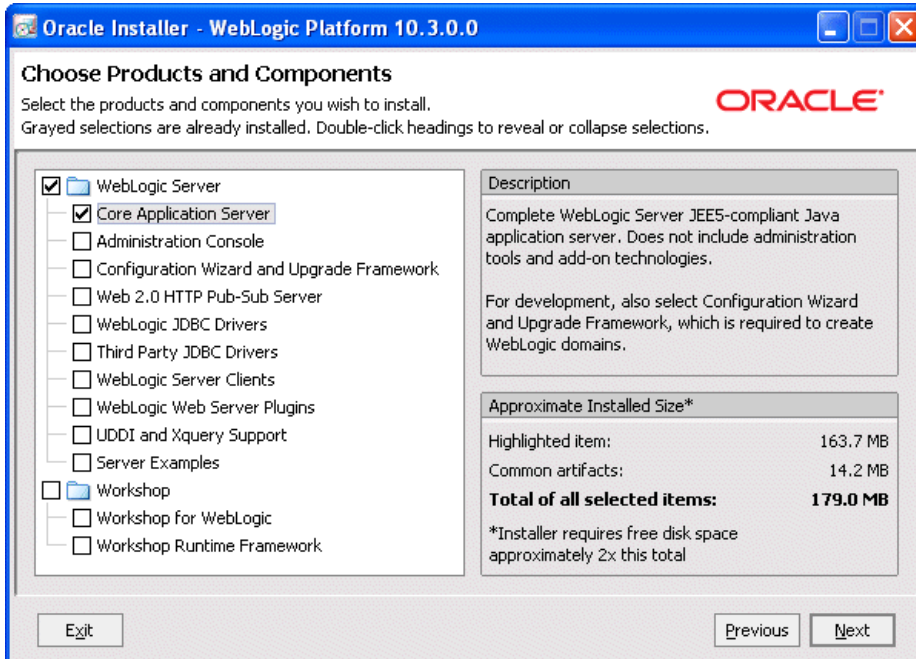 Oracle Installer - WebLogic Platform 10.3.0.0
Choose Products and Components
Select the products and components you wish to install.
Grayed selections are already installed. Double-click headings to reveal or collapse selections.
ORACLE
WebLogic Server
Core Application Server
Administration Console
Configuration Wizard and Upgrade Framework
Web 2.0 HTTP Pub-Sub Server
WebLogic JDBC Drivers
Third Party JDBC Drivers
WebLogic Server Clients
WebLogic Web Server Plugins
UDDI and Xquery Support
Server Examples
Workshop
Workshop for WebLogic
Workshop Runtime Framework
Description
Complete WebLogic Server JEE5-compliant Java
application server. Does not include administration
tools and add-on technologies.
For development, also select Configuration Wizard
and Upgrade Framework, which is required to create
WebLogic domains.
Approximate Installed Size*
Highlighted item: 163.7 MB
Common artifacts: 14.2 MB
Total of all selected items: 179.0 MB
*Installer requires free disk space
approximately 2x this total
Exit
Previous
Next